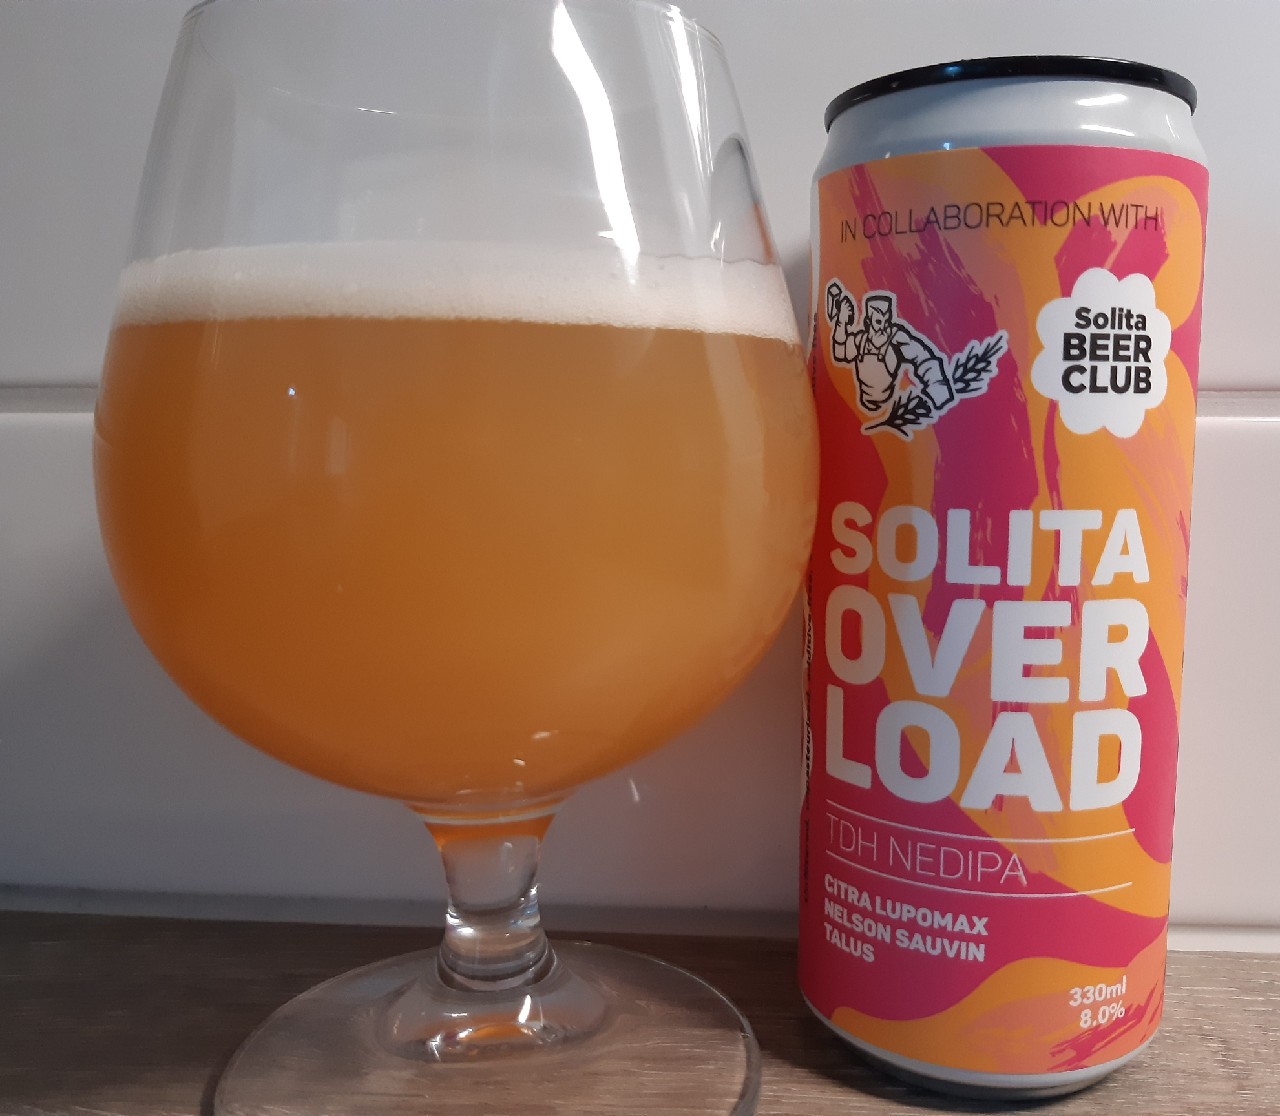 IN COLLABORATION WITH
Solita
BEER
CLUB
SOLITA
OVER
LOAD
TDH NEDIPA
CITRA LUPOMAX
NELSON SAUVIN
TALUS
330ml
8.0%